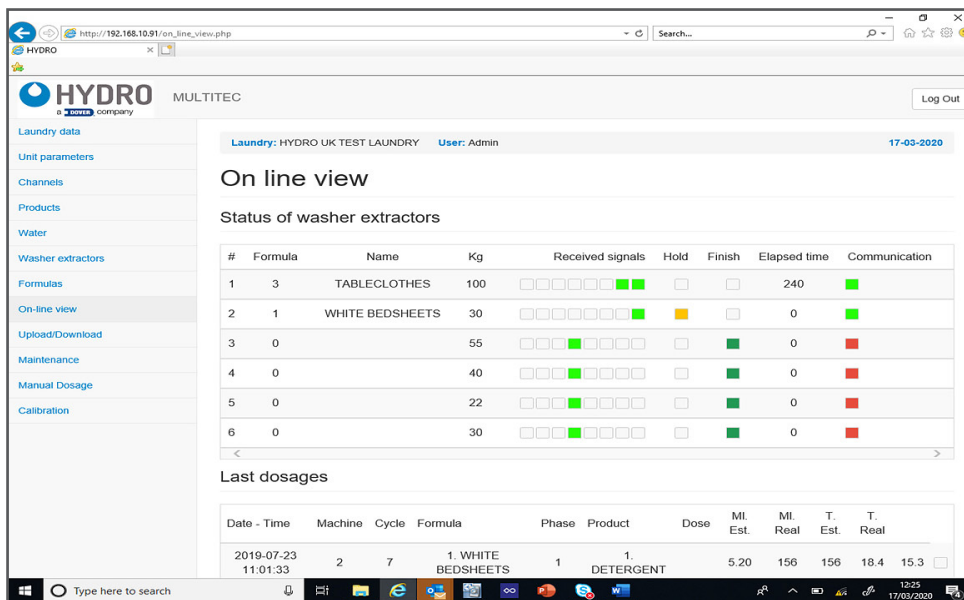 http://192.168.10.91/on_line_view.php
Search...
HYDRO
HYDRO
a DOVER company
MULTITEC
Log Out
Laundry data
Unit parameters
Channels
Products
Water
Washer extractors
Formulas
On-line view
Upload/Download
Maintenance
Manual Dosage
Calibration
Laundry: HYDRO UK TEST LAUNDRY User: Admin 17-03-2020
On line view
Status of washer extractors
# Formula Name Kg Received signals Hold Finish Elapsed time Communication
1 3 TABLECLOTHES 100 240
2 1 WHITE BEDSHEETS 30 0
3 0 55 0
4 0 40 0
5 0 22 0
6 0 30 0
Last dosages
Date - Time Machine Cycle Formula Phase Product Dose Ml. Est. Ml. Real T. Est. T. Real
2019-07-23 11:01:33 2 7 1. WHITE BEDSHEETS 1 1. DETERGENT 5.20 156 156 18.4 15.3
Type here to search
12:25
17/03/2020